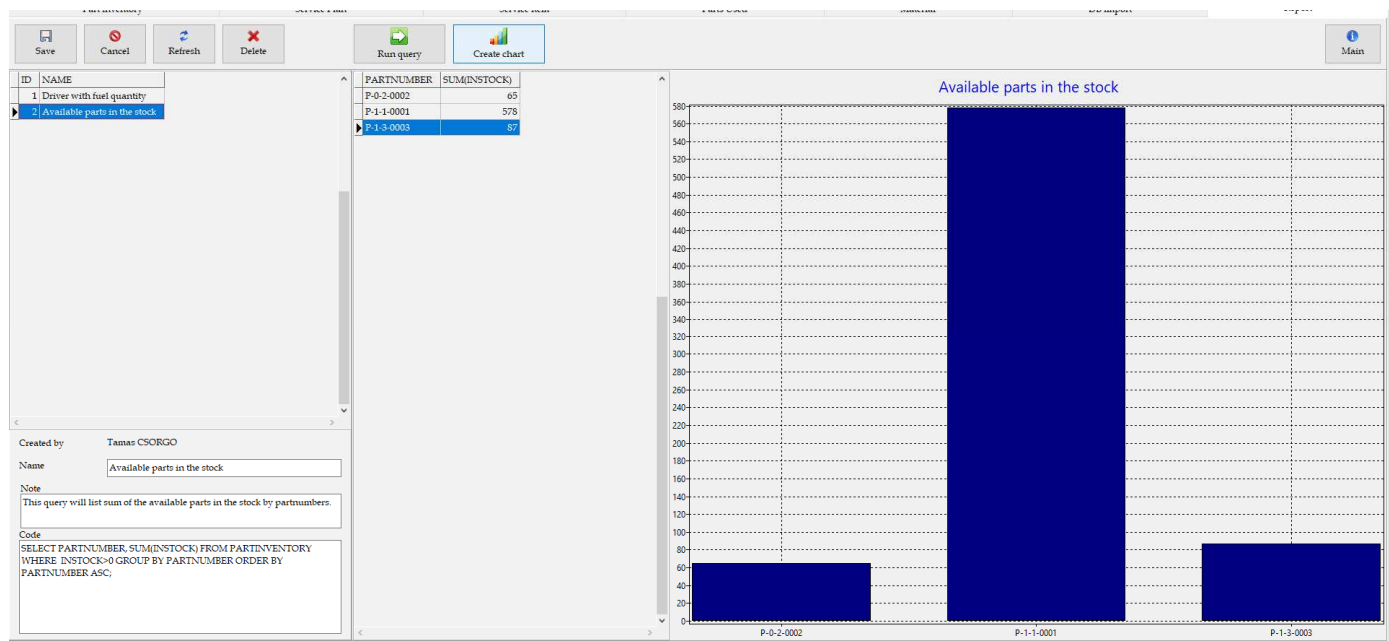 Save Cancel Refresh Delete Run query Create chart Main
ID NAME
1 Driver with fuel quantity
2 Available parts in the stock
Created by Tamas CSORGO
Name Available parts in the stock
Note
This query will list sum of the available parts in the stock by partnumbers.
Code
SELECT PARTNUMBER, SUM(INSTOCK) FROM PARTINVENTORY
WHERE INSTOCK>0 GROUP BY PARTNUMBER ORDER BY
PARTNUMBER ASC;
PARTNUMBER SUM(INSTOCK)
P-0-2-0002 65
P-1-1-0001 578
P-1-3-0003 87
Available parts in the stock
580
560
540
520
500
480
460
440
420
400
380
360
340
320
300
280
260
240
220
200
180
160
140
120
100
80
60
40
20
0
P-0-2-0002 P-1-1-0001 P-1-3-0003